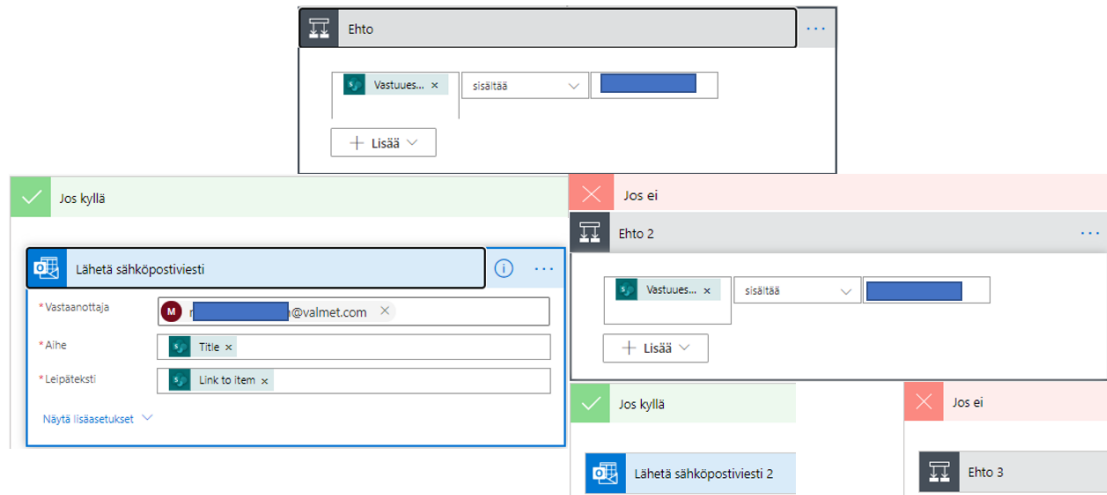 Ehto
Vastuues... × sisältää
+ Lisää
Jos kyllä
Lähetä sähköpostiviesti
*Vastaanottaja M r @valmet.com ×
*Aihe Title ×
*Leipäteksti Link to item ×
Näytä lisäasetukset
Jos ei
Ehto 2
Vastuues... × sisältää
+ Lisää
Jos kyllä
Lähetä sähköpostiviesti 2
Jos ei
Ehto 3